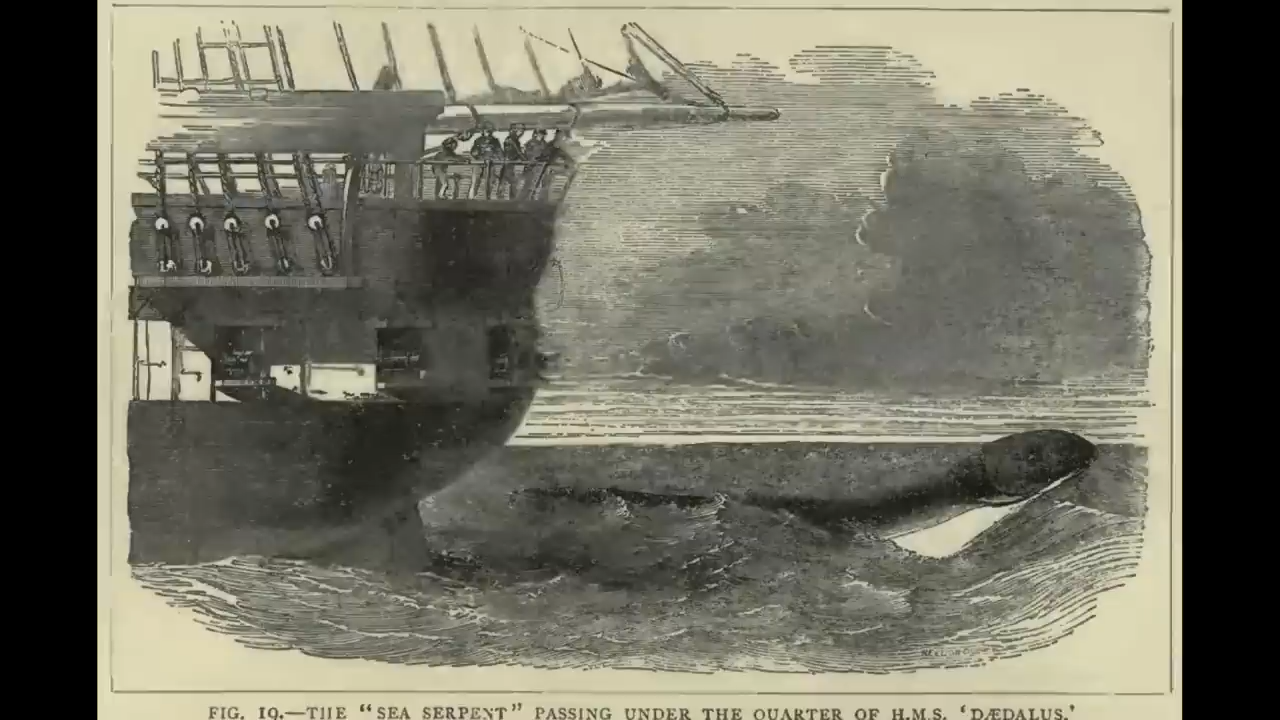 FIG. 19.—THE “SEA SERPENT” PASSING UNDER THE QUARTER OF H.M.S. ‘DÆDALUS.’